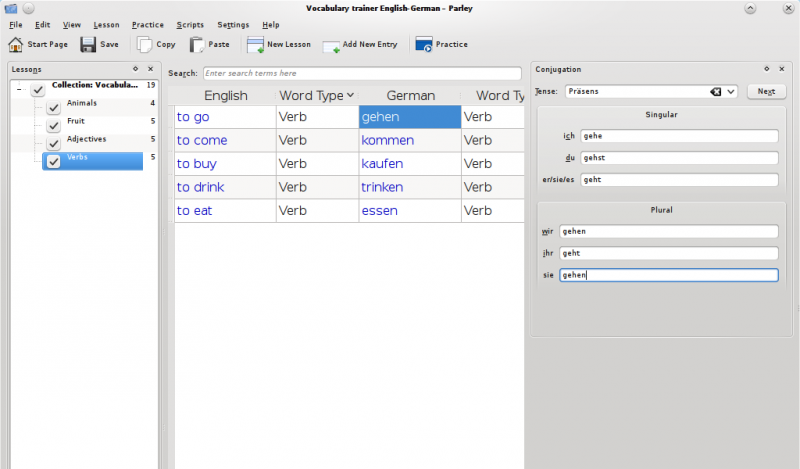 Vocabulary trainer English-German – Parley
File Edit View Lesson Practice Scripts Settings Help
Start Page Save Copy Paste New Lesson Add New Entry Practice
Lessons
Collection: Vocabula... 19
Animals 4
Fruit 5
Adjectives 5
Verbs 5
Search: Enter search terms here
English Word Type German Word Ty
to go Verb gehen Verb
to come Verb kommen Verb
to buy Verb kaufen Verb
to drink Verb trinken Verb
to eat Verb essen Verb
Conjugation
Tense: Präsens Next
Singular
ich gehe
du gehst
er/sie/es geht
Plural
wir gehen
ihr geht
sie gehen